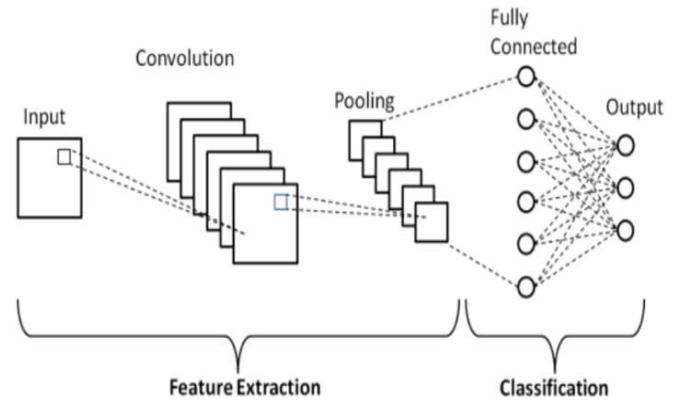 Fully
Connected
Convolution
Pooling
Input
Output
Feature Extraction
Classification